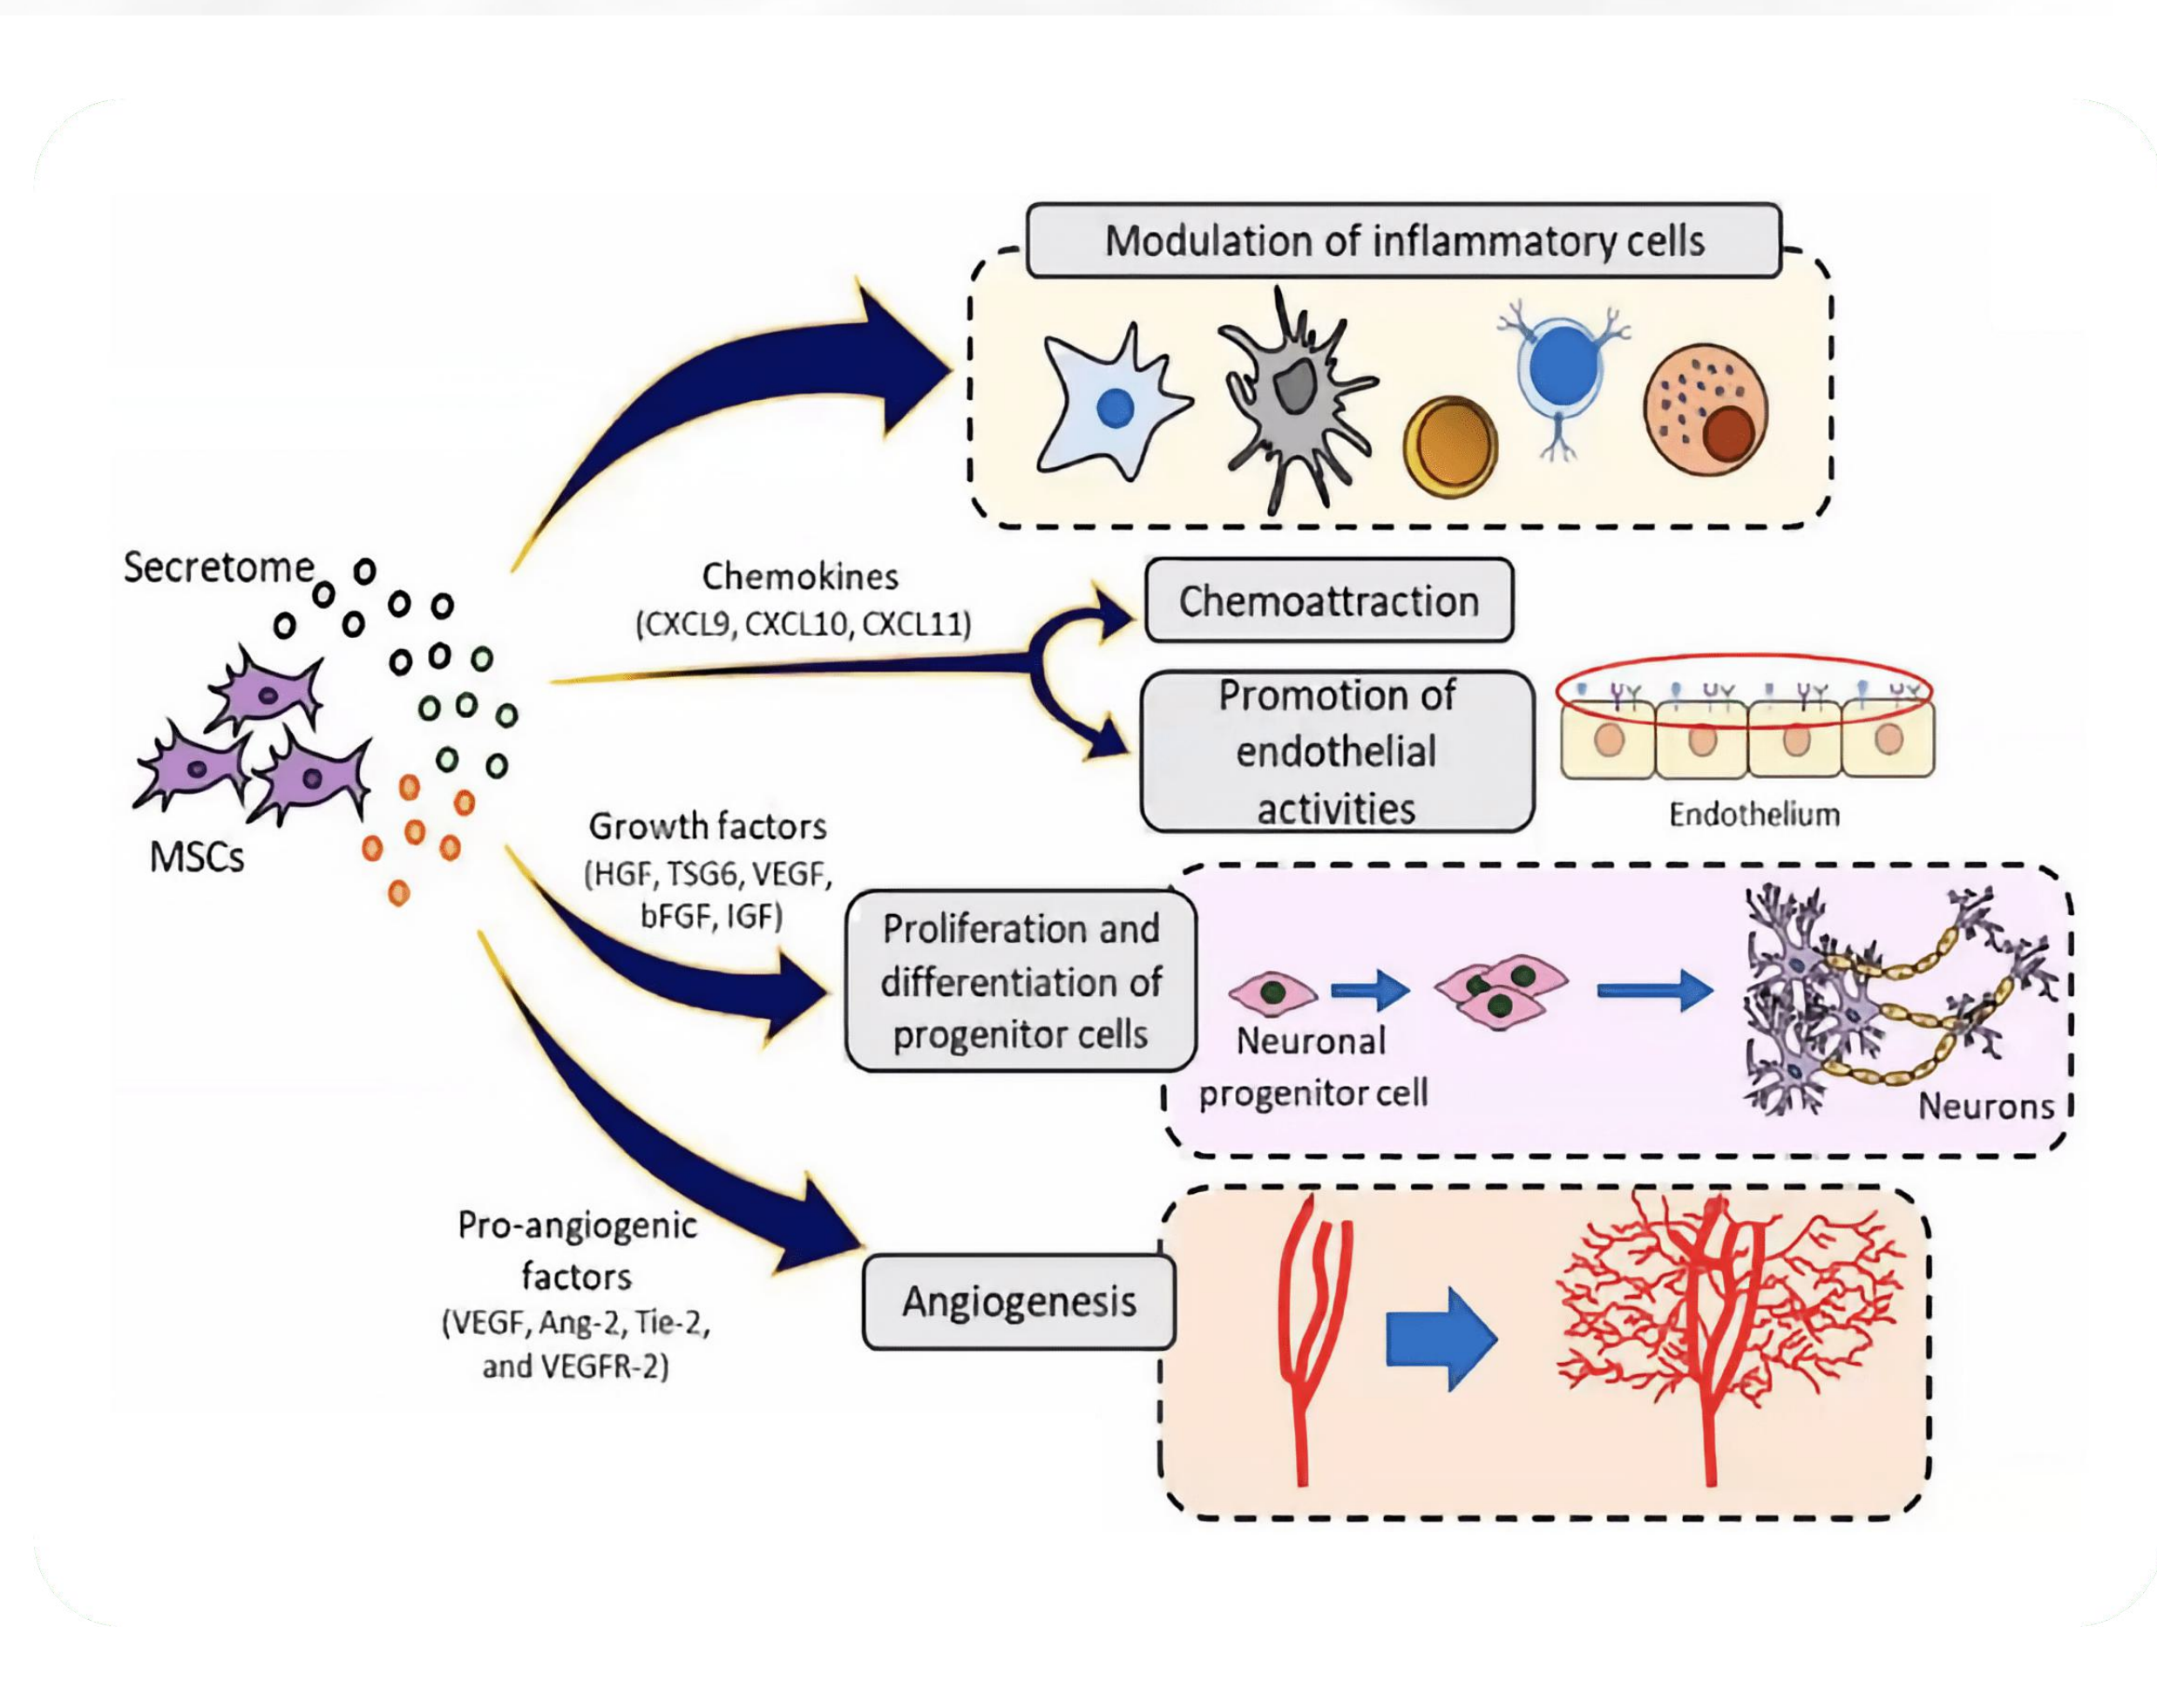 Modulation of inflammatory cells
Secretome
Chemokines
(CXCL9, CXCL10, CXCL11)
Chemoattraction
Promotion of
endothelial
activities
Endothelium
MSCs
Growth factors
(HGF, TSG6, VEGF,
bFGF, IGF)
Proliferation and
differentiation of
progenitor cells
Neuronal
progenitor cell
Neurons
Pro-angiogenic
factors
(VEGF, Ang-2, Tie-2,
and VEGFR-2)
Angiogenesis